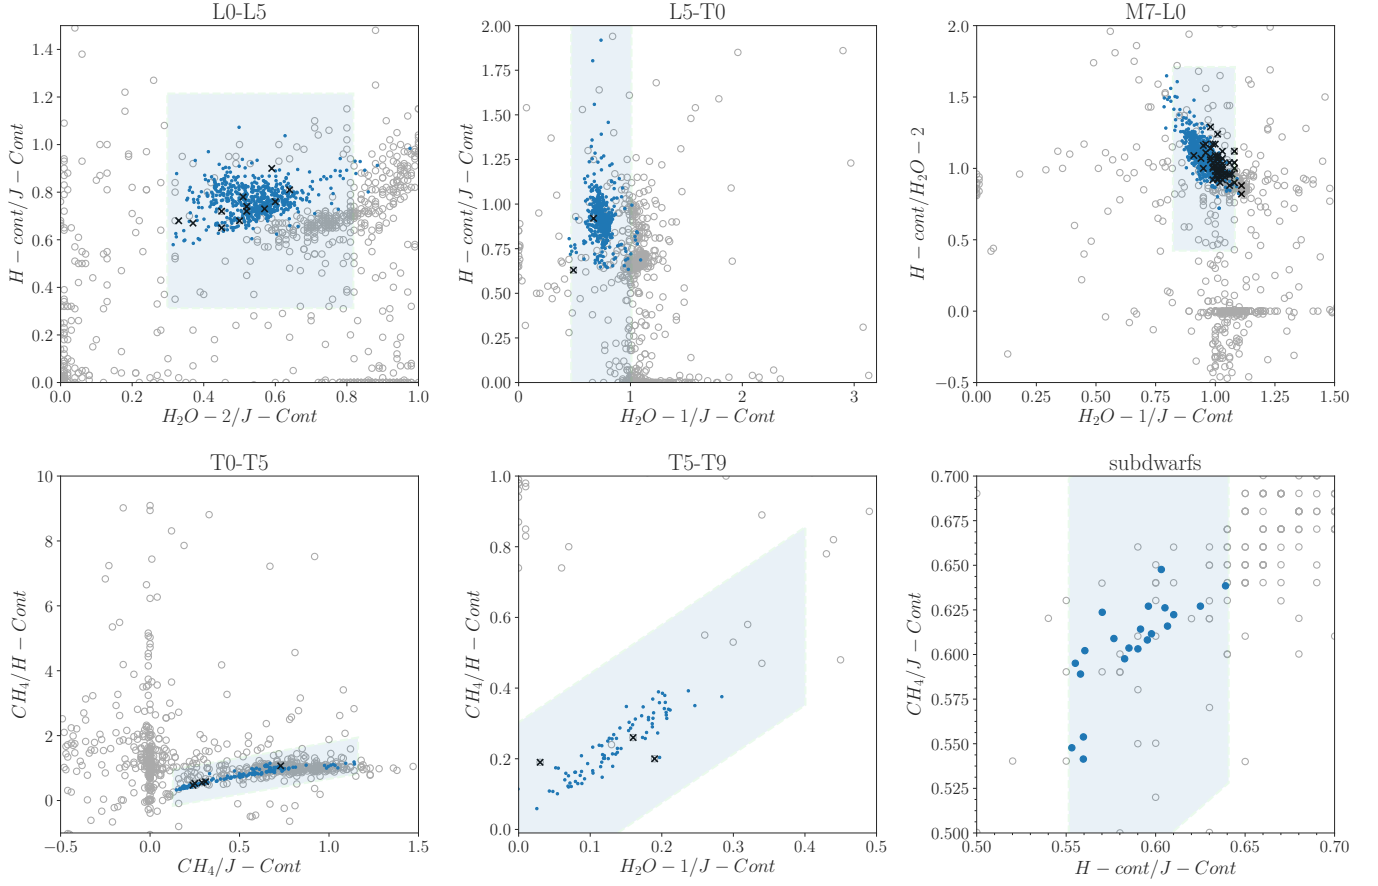 L0-L5
L5-T0
M7-L0
H-cont/J-Cont
1.4
1.2
1.0
0.8
0.6
0.4
0.2
0.0
0.0 0.2 0.4 0.6 0.8 1.0
H₂O-2/J-Cont
H-cont/J-Cont
2.00
1.75
1.50
1.25
1.00
0.75
0.50
0.25
0.00
0 1 2 3
H₂O-1/J-Cont
H-cont/H₂O-2
2.0
1.5
1.0
0.5
0.0
−0.5
0.00 0.25 0.50 0.75 1.00 1.25 1.50
H₂O-1/J-Cont
T0-T5
T5-T9
subdwarfs
CH₄/H-Cont
10
8
6
4
2
0
−0.5 0.0 0.5 1.0 1.5
CH₄/J-Cont
CH₄/H-Cont
1.0
0.8
0.6
0.4
0.2
0.0
0.0 0.1 0.2 0.3 0.4 0.5
H₂O-1/J-Cont
CH₄/J-Cont
0.700
0.675
0.650
0.625
0.600
0.575
0.550
0.525
0.500
0.50 0.55 0.60 0.65 0.70
H-cont/J-Cont